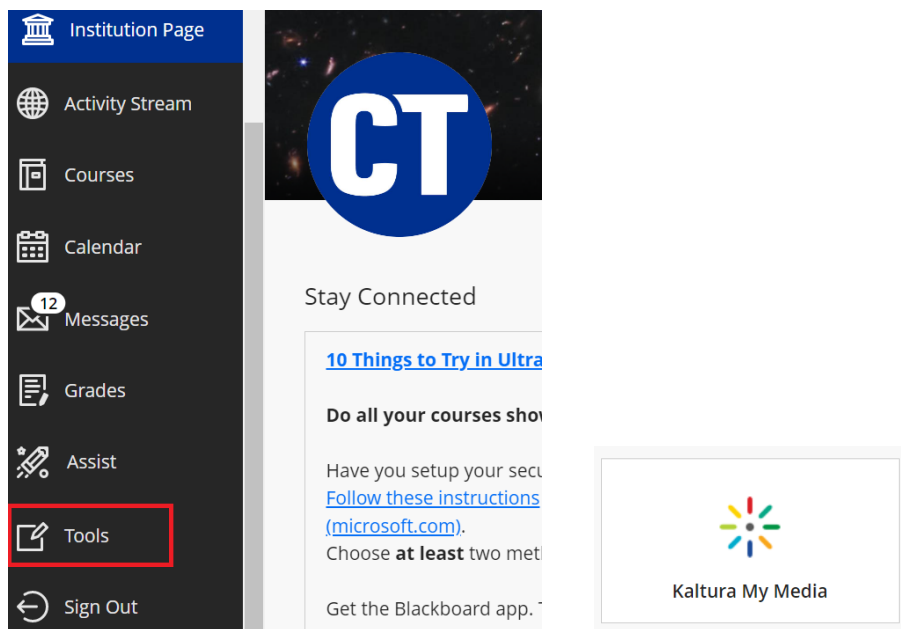 Institution Page
Activity Stream
Courses
Calendar
12
Messages
Grades
Assist
Tools
Sign Out
CT
Stay Connected
10 Things to Try in Ultra
Do all your courses show
Have you setup your secu
Follow these instructions
(microsoft.com).
Choose at least two met
Get the Blackboard app.
Kaltura My Media